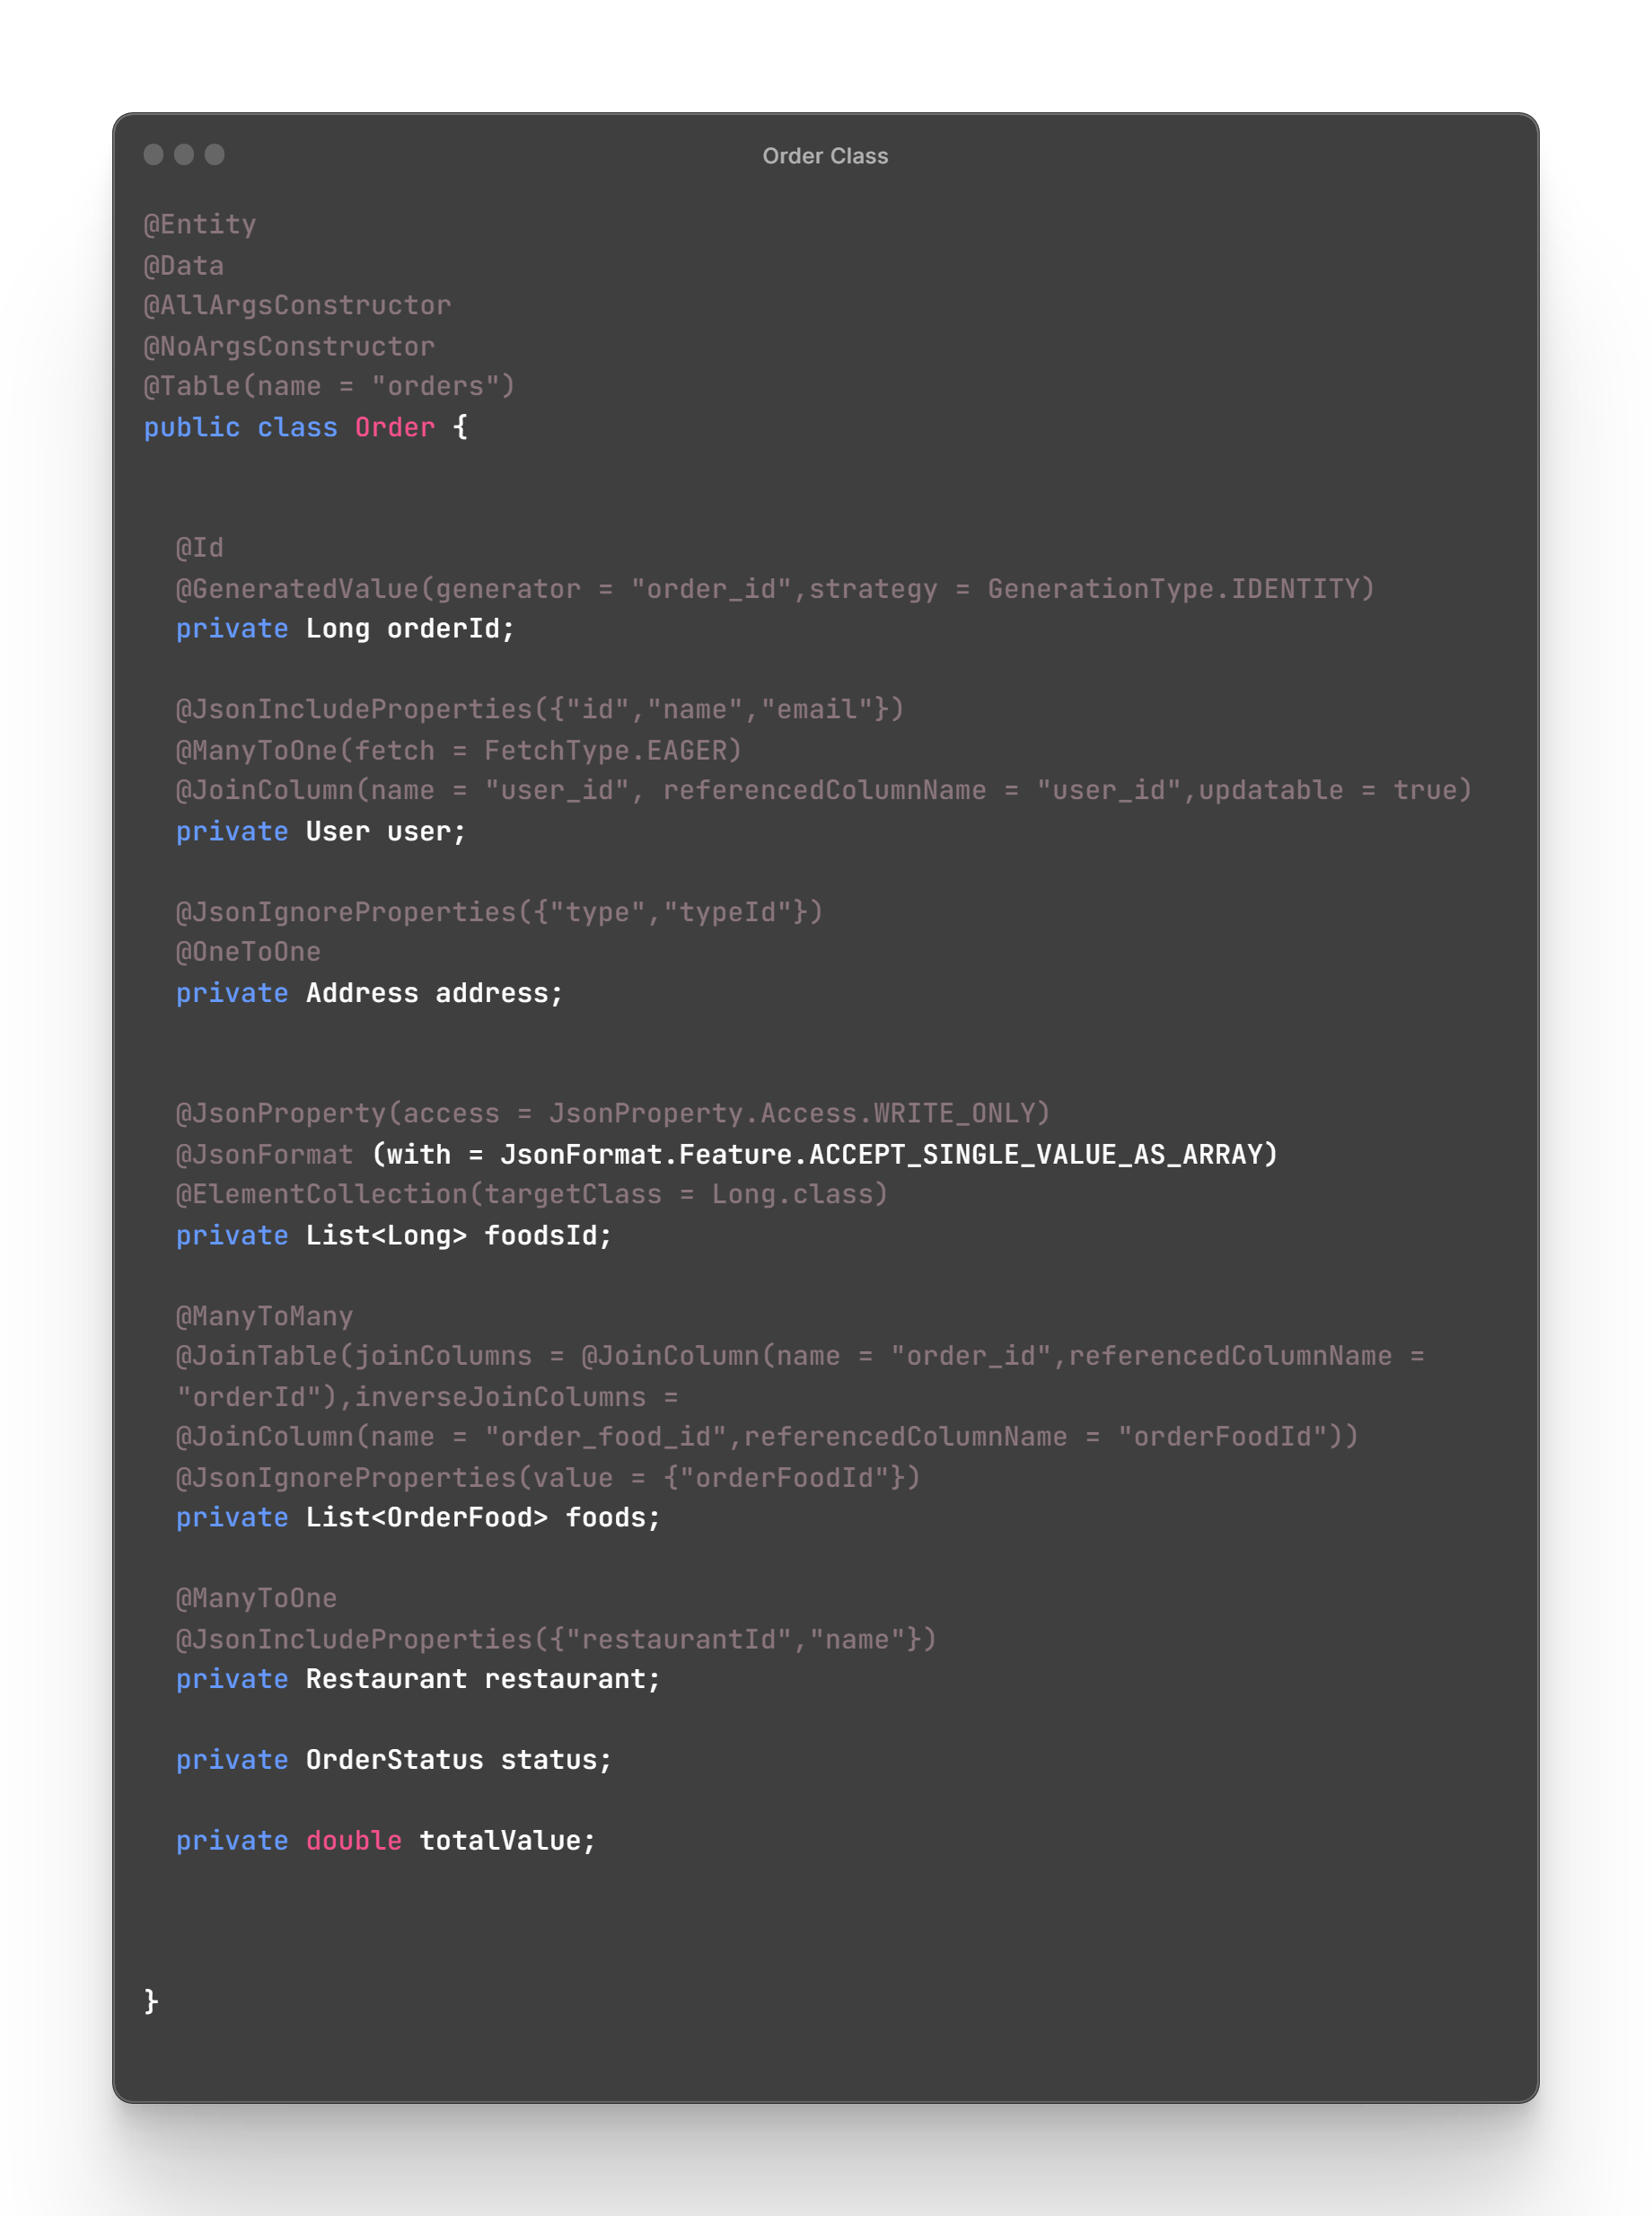 Order Class
@Entity
@Data
@AllArgsConstructor
@NoArgsConstructor
@Table(name = "orders")
public class Order {
@Id
@GeneratedValue(generator = "order_id",strategy = GenerationType.IDENTITY)
private Long orderId;
@JsonIncludeProperties({"id","name","email"})
@ManyToOne(fetch = FetchType.EAGER)
@JoinColumn(name = "user_id", referencedColumnName = "user_id",updatable = true)
private User user;
@JsonIgnoreProperties({"type","typeId"})
@OneToOne
private Address address;
@JsonProperty(access = JsonProperty.Access.WRITE_ONLY)
@JsonFormat (with = JsonFormat.Feature.ACCEPT_SINGLE_VALUE_AS_ARRAY)
@ElementCollection(targetClass = Long.class)
private List<Long> foodsId;
@ManyToMany
@JoinTable(joinColumns = @JoinColumn(name = "order_id",referencedColumnName =
"orderId"),inverseJoinColumns =
@JoinColumn(name = "order_food_id",referencedColumnName = "orderFoodId"))
@JsonIgnoreProperties(value = {"orderFoodId"})
private List<OrderFood> foods;
@ManyToOne
@JsonIncludeProperties({"restaurantId","name"})
private Restaurant restaurant;
private OrderStatus status;
private double totalValue;
}